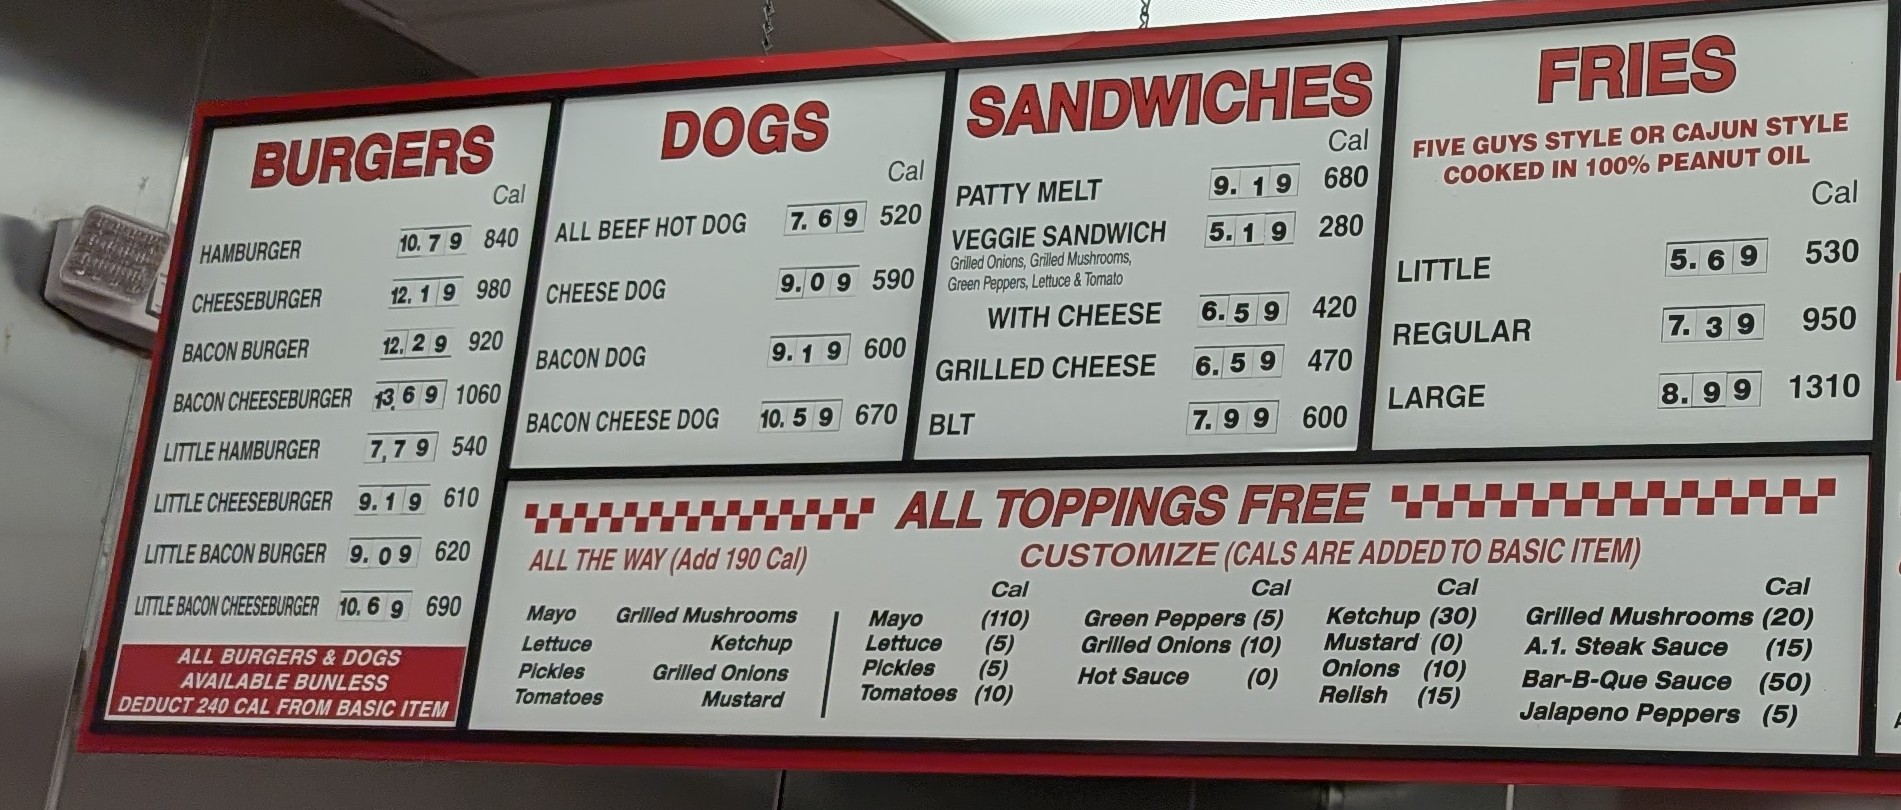 BURGERS
Cal
HAMBURGER 10.79 840
CHEESEBURGER 12.19 980
BACON BURGER 12.29 920
BACON CHEESEBURGER 13.69 1060
LITTLE HAMBURGER 7,79 540
LITTLE CHEESEBURGER 9.19 610
LITTLE BACON BURGER 9.09 620
LITTLE BACON CHEESEBURGER 10.69 690
ALL BURGERS & DOGS
AVAILABLE BUNLESS
DEDUCT 240 CAL FROM BASIC ITEM
DOGS
Cal
ALL BEEF HOT DOG 7.69 520
CHEESE DOG 9.09 590
BACON DOG 9.19 600
BACON CHEESE DOG 10.59 670
SANDWICHES
Cal
PATTY MELT 9.19 680
VEGGIE SANDWICH 5.19 280
Grilled Onions, Grilled Mushrooms,
Green Peppers, Lettuce & Tomato
WITH CHEESE 6.59 420
GRILLED CHEESE 6.59 470
BLT 7.99 600
FRIES
FIVE GUYS STYLE OR CAJUN STYLE
COOKED IN 100% PEANUT OIL
Cal
LITTLE 5.69 530
REGULAR 7.39 950
LARGE 8.99 1310
ALL TOPPINGS FREE
ALL THE WAY (Add 190 Cal)
Mayo Grilled Mushrooms
Lettuce Ketchup
Pickles Grilled Onions
Tomatoes Mustard
CUSTOMIZE (CALS ARE ADDED TO BASIC ITEM)
Cal Cal Cal Cal
Mayo (110) Green Peppers (5) Ketchup (30) Grilled Mushrooms (20)
Lettuce (5) Grilled Onions (10) Mustard (0) A.1. Steak Sauce (15)
Pickles (5) Hot Sauce (0) Onions (10) Bar-B-Que Sauce (50)
Tomatoes (10) Relish (15) Jalapeno Peppers (5)